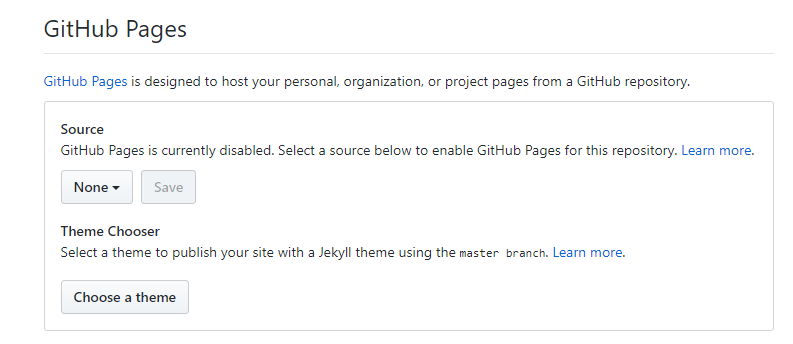 GitHub Pages
GitHub Pages is designed to host your personal, organization, or project pages from a GitHub repository.
Source
GitHub Pages is currently disabled. Select a source below to enable GitHub Pages for this repository. Learn more.
None Save
Theme Chooser
Select a theme to publish your site with a Jekyll theme using the master branch. Learn more.
Choose a theme